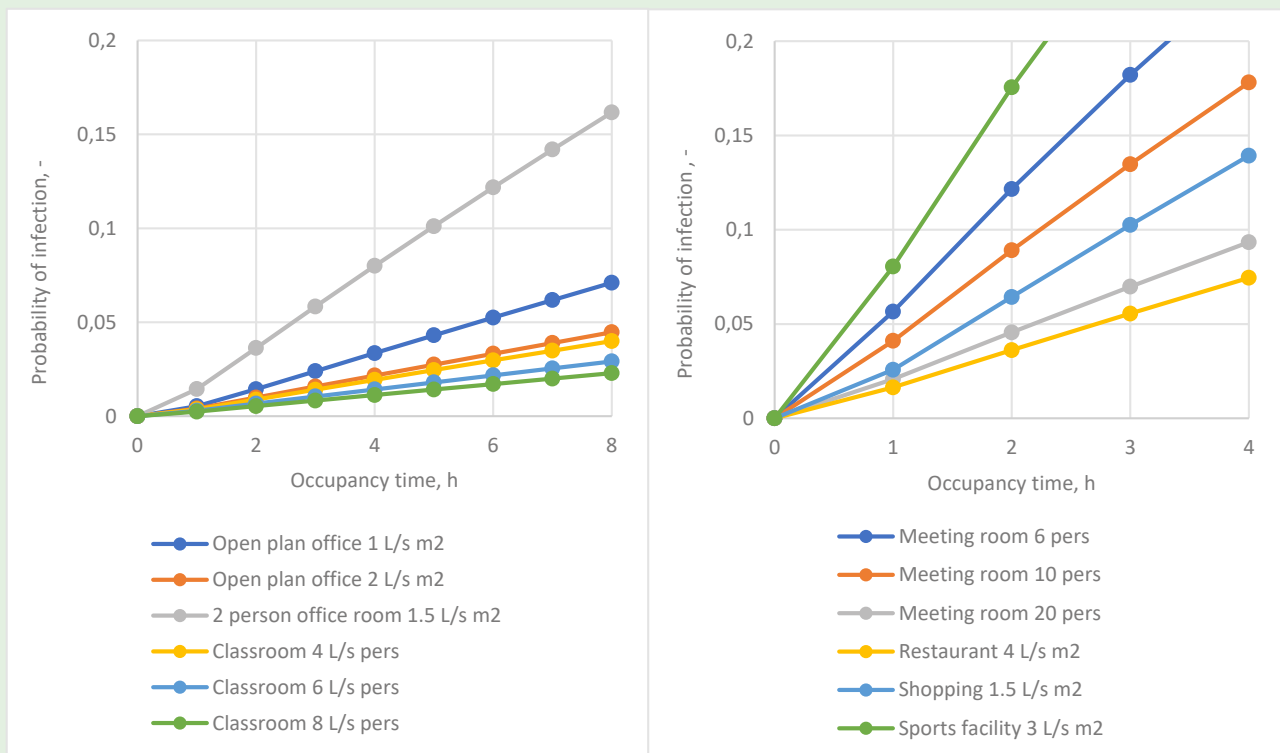 0,2
0,15
0,1
0,05
0
Probability of infection, -
0 2 4 6 8
Occupancy time, h
Open plan office 1 L/s m2
Open plan office 2 L/s m2
2 person office room 1.5 L/s m2
Classroom 4 L/s pers
Classroom 6 L/s pers
Classroom 8 L/s pers
0,2
0,15
0,1
0,05
0
Probability of infection , -
0 1 2 3 4
Occupancy time, h
Meeting room 6 pers
Meeting room 10 pers
Meeting room 20 pers
Restaurant 4 L/s m2
Shopping 1.5 L/s m2
Sports facility 3 L/s m2